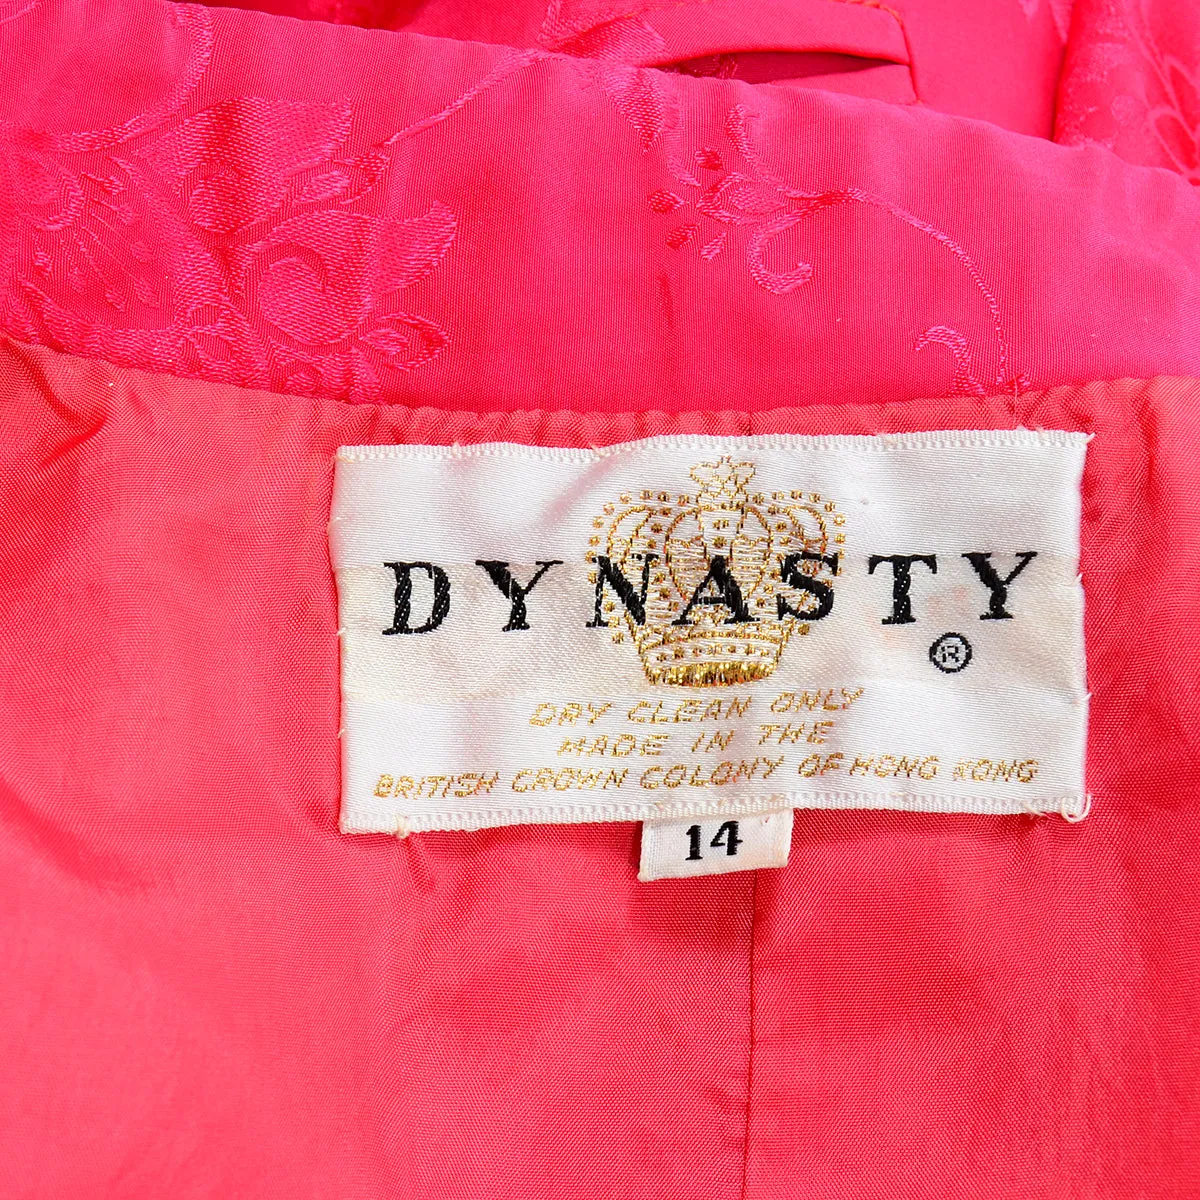 DYNASTY
®
DRY CLEAN ONLY
MADE IN THE
BRITISH CROWN COLONY OF HONG KONG
14